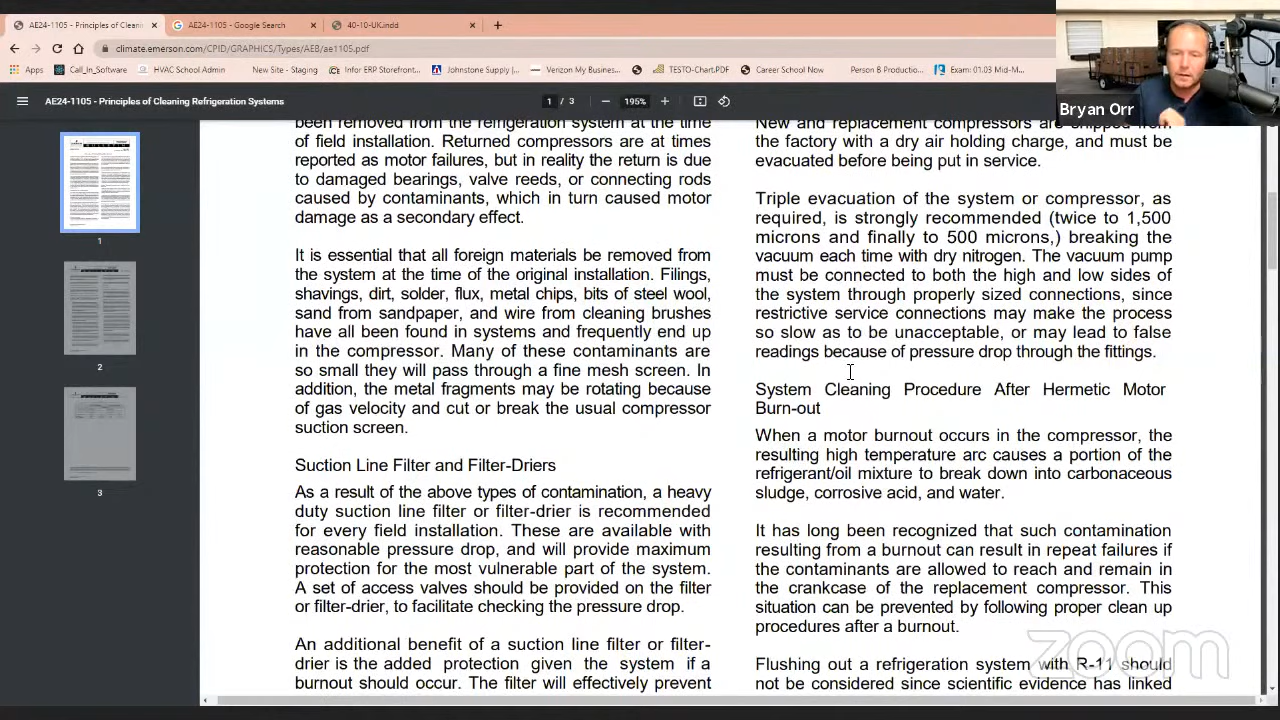 AE24-1105 - Principles of Cleani
AE24-1105 - Google Search
40-10-UKindd
climate.emerson.com/CPID/GRAPHICS/Types/AEB/ae1105.pdf
Apps
Call_In_Software
HVAC School Admin
New Site - Staging
Infor EnRoute
Johnstone Supply |...
Verizon My Busines...
TESTO-Chart.PDF
Career School Now
Person B Productio...
Exam: 01.03 Mid-M...
Bryan Orr
AE24-1105 - Principles of Cleaning Refrigeration Systems
1 / 3
195%
1
2
3
been removed from the
system at the time
of field installation. Returned compressors are at times
reported as motor failures, but in reality the return is due
to damaged bearings, valve reeds, or connecting rods
caused by contaminants, which in turn caused motor
damage as a secondary effect.
It is essential that all foreign materials be removed from
the system at the time of the original installation. Filings,
shavings, dirt, solder, flux, metal chips, bits of steel wool,
sand from sandpaper, and wire from cleaning brushes
have all been found in systems and frequently end up
in the compressor. Many of these contaminants are
so small they will pass through a fine mesh screen. In
addition, the metal fragments may be rotating because
of gas velocity and cut or break the usual compressor
suction screen.
Suction Line Filter and Filter-Driers
As a result of the above types of contamination, a heavy
duty suction line filter or filter-drier is recommended
for every field installation. These are available with
reasonable pressure drop, and will provide maximum
protection for the most vulnerable part of the system.
A set of access valves should be provided on the filter
or filter-drier, to facilitate checking the pressure drop.
An additional benefit of a suction line filter or filter-
drier is the added protection given the system if a
burnout should occur. The filter will effectively prevent
New and replacement compressors are shipped from
the factory with a dry air holding charge, and must be
evacuated before being put in service.
Triple evacuation of the system or compressor, as
required, is strongly recommended (twice to 1,500
microns and finally to 500 microns,) breaking the
vacuum each time with dry nitrogen. The vacuum pump
must be connected to both the high and low sides of
the system through properly sized connections, since
restrictive service connections may make the process
so slow as to be unacceptable, or may lead to false
readings because of pressure drop through the fittings.
System Cleaning Procedure After Hermetic Motor
Burn-out
When a motor burnout occurs in the compressor, the
resulting high temperature arc causes a portion of the
refrigerant/oil mixture to break down into carbonaceous
sludge, corrosive acid, and water.
It has long been recognized that such contamination
resulting from a burnout can result in repeat failures if
the contaminants are allowed to reach and remain in
the crankcase of the replacement compressor. This
situation can be prevented by following proper clean up
procedures after a burnout.
Flushing out a refrigeration system with R-11 should
not be considered since scientific evidence has linked
zoom